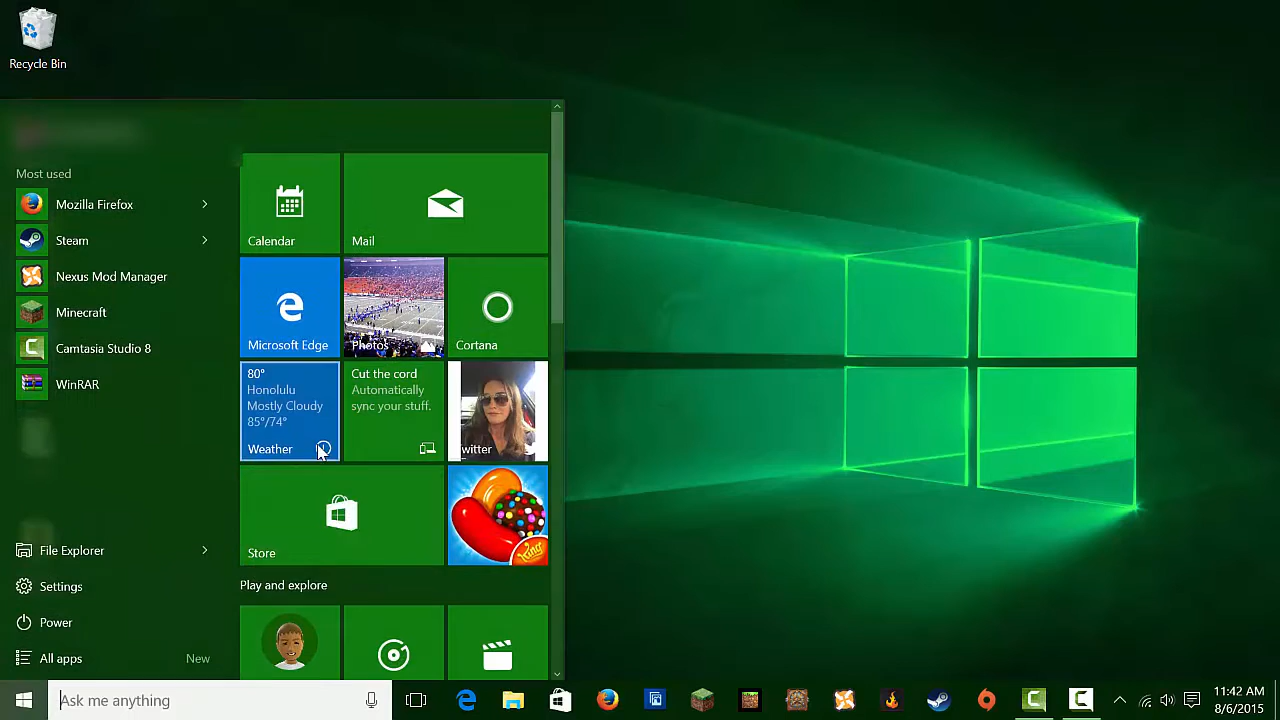 Recycle Bin
Most used
Mozilla Firefox
Steam
Nexus Mod Manager
Minecraft
Camtasia Studio 8
WinRAR
File Explorer
Settings
Power
All apps
New
Calendar
Mail
Microsoft Edge
Photos
Cortana
80°
Honolulu
Mostly Cloudy
85°/74°
Weather
Cut the cord
Automatically
sync your stuff.
witter
Store
King
Play and explore
Ask me anything
11:42 AM
8/6/2015